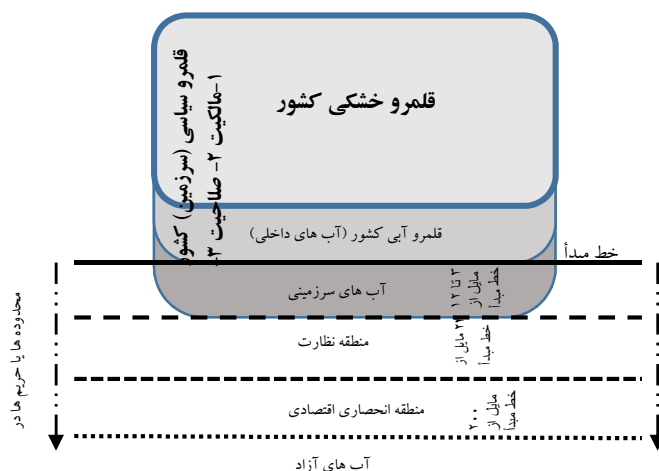 قلمرو خشکی کشور
قلمرو سیاسی (سرزمین) کشور
۱-مالکیت ۲- صلاحیت ۳-
قلمرو آبی کشور (آب های داخلی)
خط مبدأ
آب های سرزمینی
۳ تا ۱۲
مایل از
خط مبدأ
منطقه نظارت
۲۴ مایل از
خط مبدأ
منطقه انحصاری اقتصادی
۲۰۰
مایل از
خط مبدأ
آب های آزاد
محدوده ها یا حریم ها در